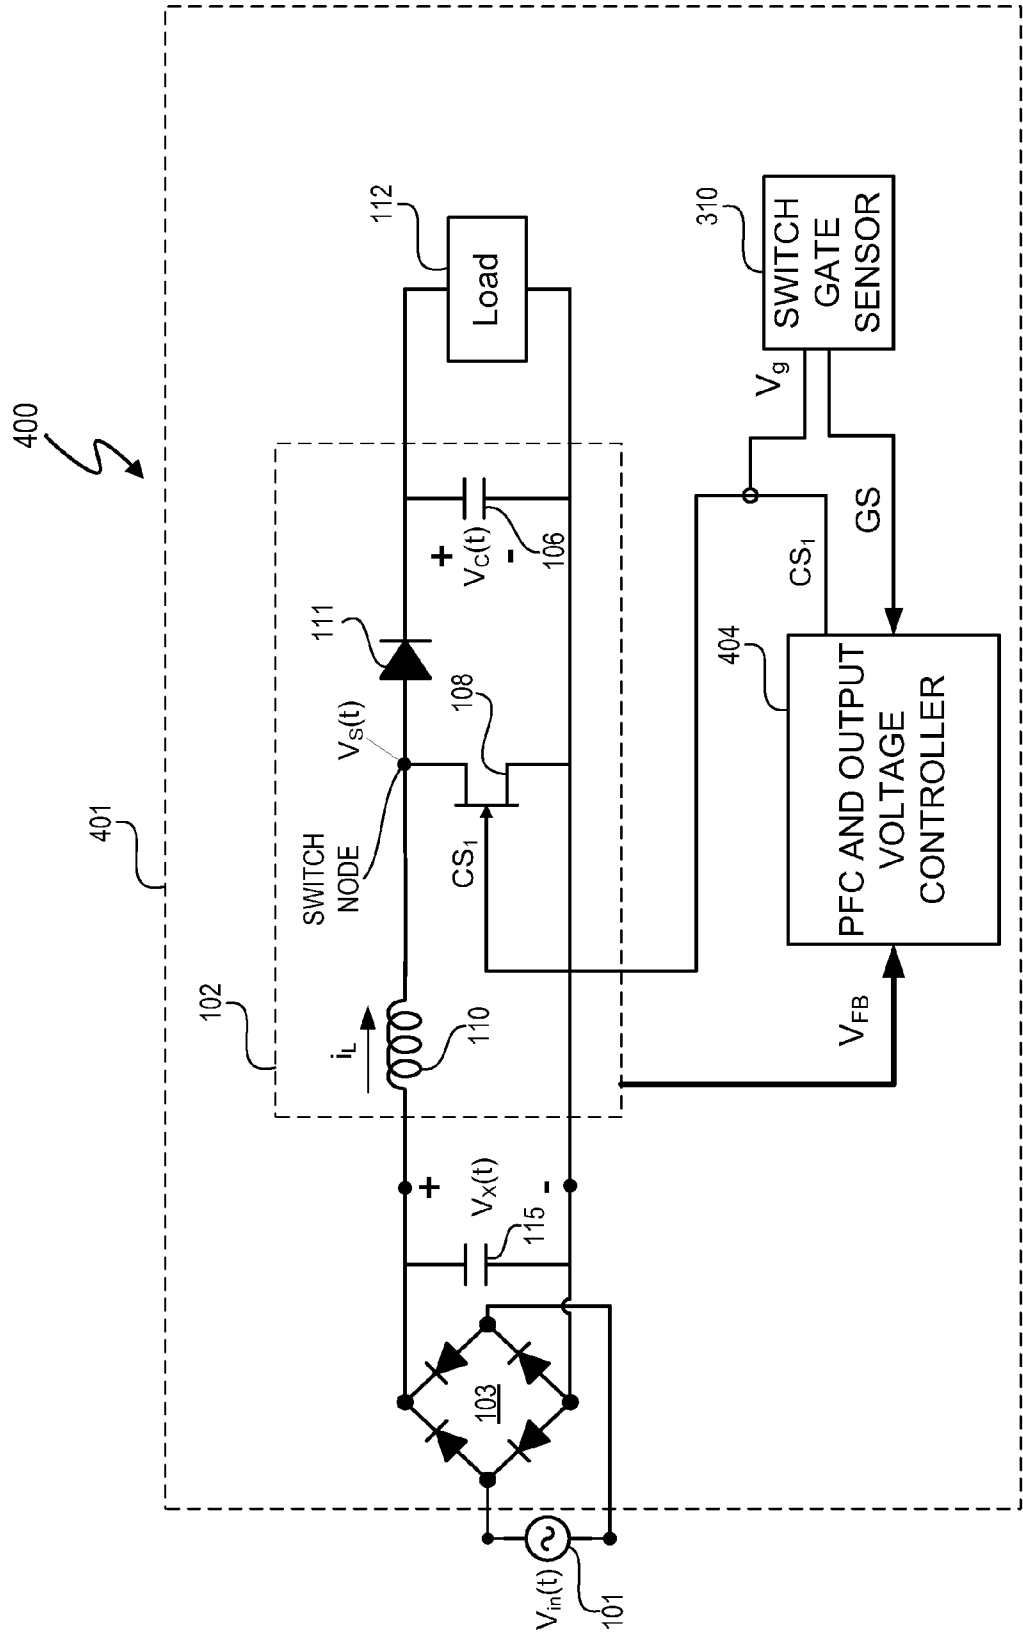 400
401
102
iL
110
SWITCH
NODE
VS(t)
111
CS1
108
+
VC(t)
-
106
112
Load
+
VX(t)
-
115
103
Vin(t)
101
VFB
404
PFC AND OUTPUT
VOLTAGE
CONTROLLER
CS1
GS
Vg
310
SWITCH
GATE
SENSOR